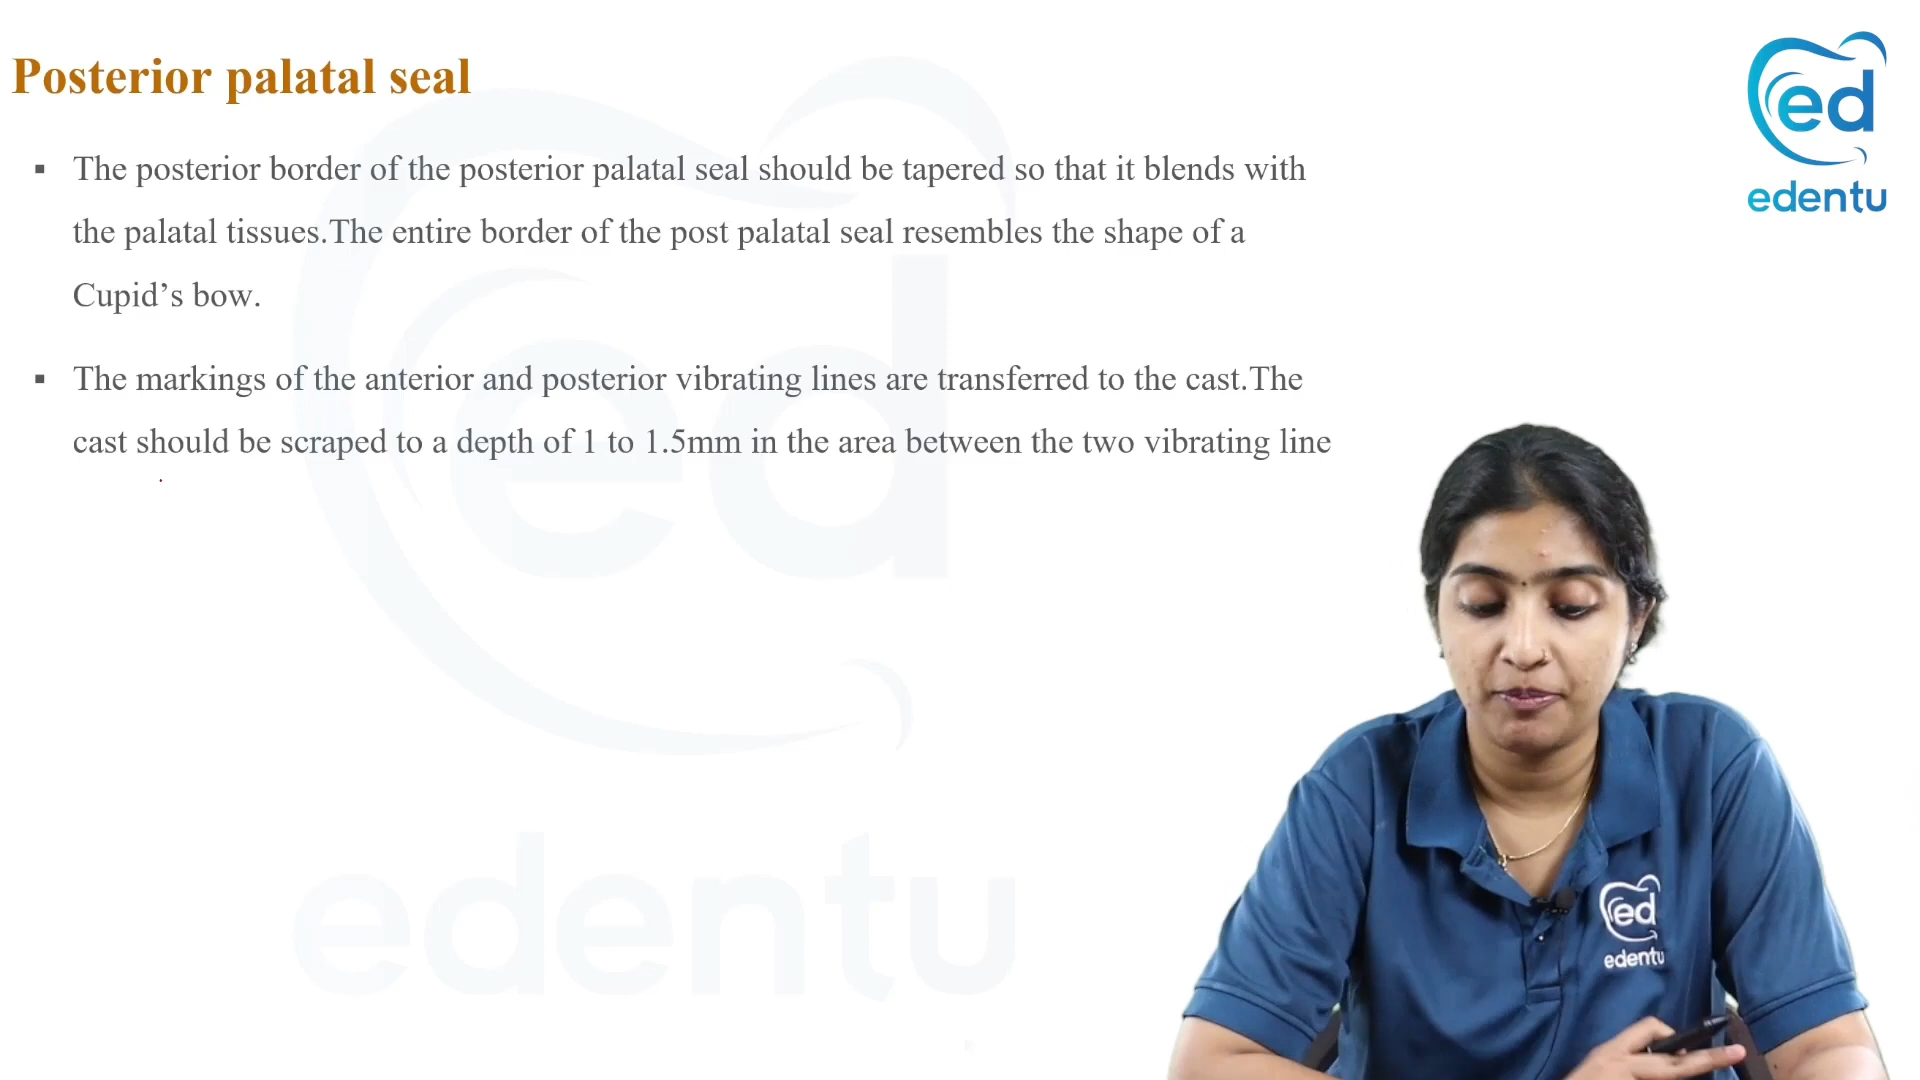 Posterior palatal seal
ed
edentu
▪ The posterior border of the posterior palatal seal should be tapered so that it blends with
the palatal tissues.The entire border of the post palatal seal resembles the shape of a
Cupid’s bow.
▪ The markings of the anterior and posterior vibrating lines are transferred to the cast.The
cast should be scraped to a depth of 1 to 1.5mm in the area between the two vibrating line
ed
edentu
ed
edentu